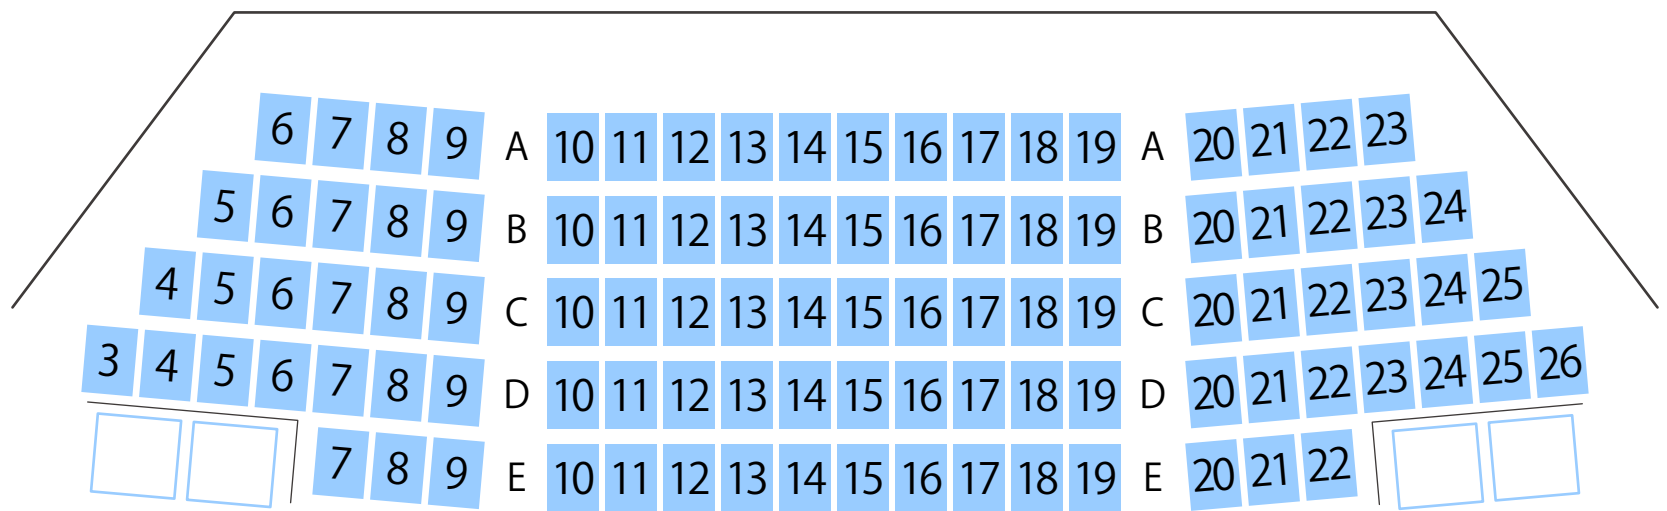 6 7 8 9 A 10 11 12 13 14 15 16 17 18 19 A 20 21 22 23
5 6 7 8 9 B 10 11 12 13 14 15 16 17 18 19 B 20 21 22 23 24
4 5 6 7 8 9 C 10 11 12 13 14 15 16 17 18 19 C 20 21 22 23 24 25
3 4 5 6 7 8 9 D 10 11 12 13 14 15 16 17 18 19 D 20 21 22 23 24 25 26
7 8 9 E 10 11 12 13 14 15 16 17 18 19 E 20 21 22